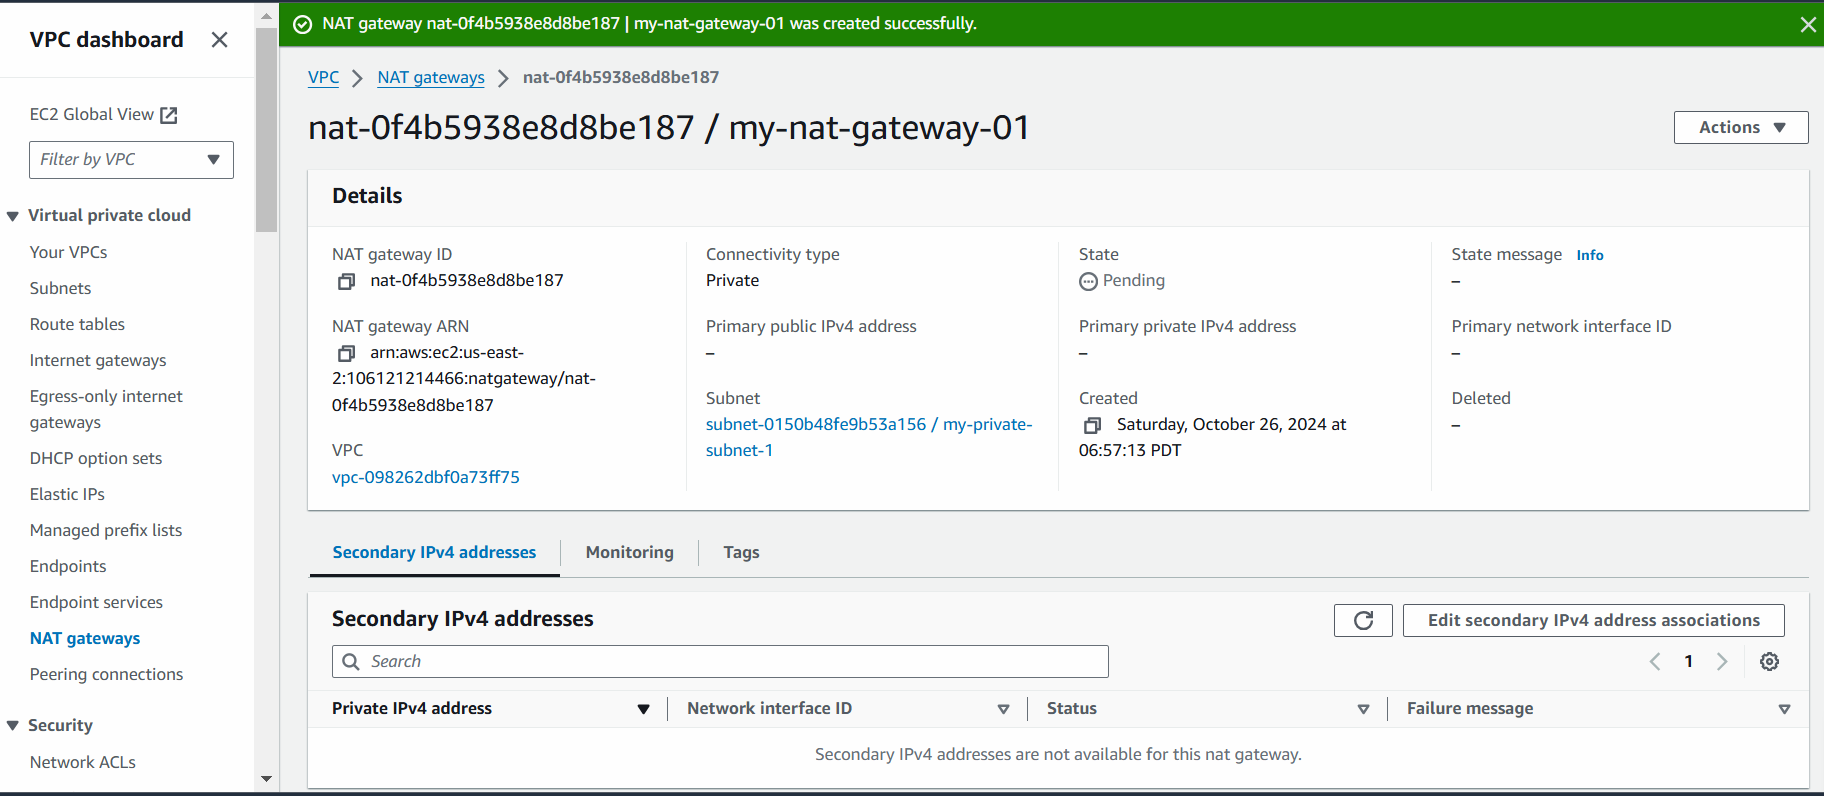 VPC dashboard
EC2 Global View
Filter by VPC
Virtual private cloud
Your VPCs
Subnets
Route tables
Internet gateways
Egress-only internet
gateways
DHCP option sets
Elastic IPs
Managed prefix lists
Endpoints
Endpoint services
NAT gateways
Peering connections
Security
Network ACLs
NAT gateway nat-0f4b5938e8d8be187 | my-nat-gateway-01 was created successfully.
VPC > NAT gateways > nat-0f4b5938e8d8be187
nat-0f4b5938e8d8be187 / my-nat-gateway-01
Actions
Details
NAT gateway ID
nat-0f4b5938e8d8be187
NAT gateway ARN
arn:aws:ec2:us-east-
2:106121214466:natgateway/nat-
0f4b5938e8d8be187
VPC
vpc-098262dbf0a73ff75
Connectivity type
Private
Primary public IPv4 address
–
Subnet
subnet-0150b48fe9b53a156 / my-private-
subnet-1
State
Pending
Primary private IPv4 address
–
Created
Saturday, October 26, 2024 at
06:57:13 PDT
State message Info
–
Primary network interface ID
–
Deleted
–
Secondary IPv4 addresses Monitoring Tags
Secondary IPv4 addresses
Edit secondary IPv4 address associations
Search
1
Private IPv4 address Network interface ID Status Failure message
Secondary IPv4 addresses are not available for this nat gateway.